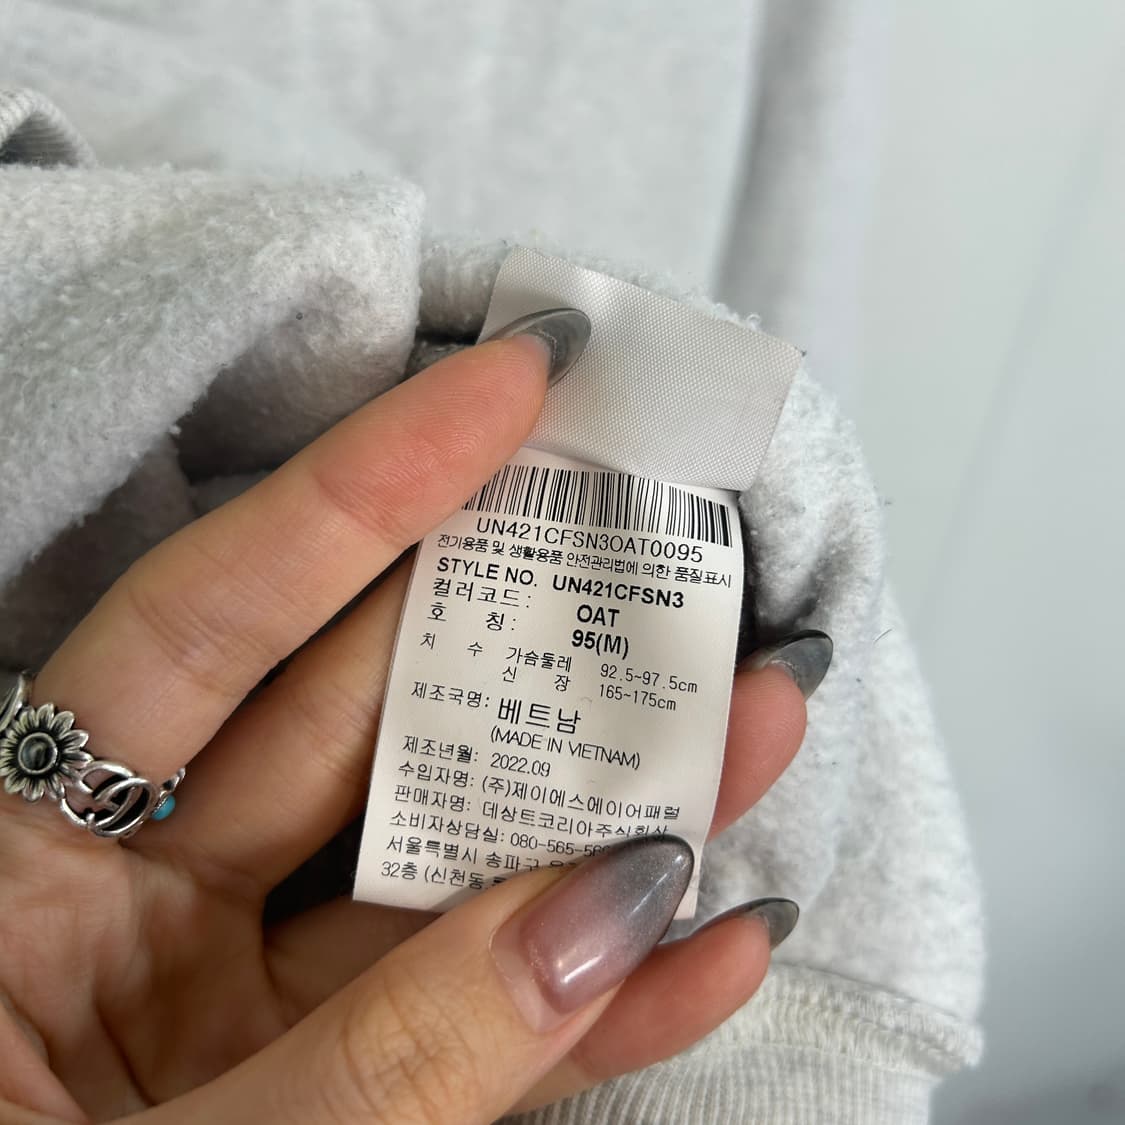 UN421CFSN3OAT0095
전기용품 및 생활용품 안전관리법에 의한 품질표시
STYLE NO. UN421CFSN3
컬러코드: OAT
호 칭: 95(M)
치 수 가슴둘레 92.5~97.5cm
신 장 165~175cm
제조국명: 베트남
(MADE IN VIETNAM)
제조년월: 2022.09
수입자명: (주)제이에스에이어패럴
판매자명: 데상트코리아주식회사
소비자상담실: 080-565-56
서울특별시 송파구
32층 (신천동,